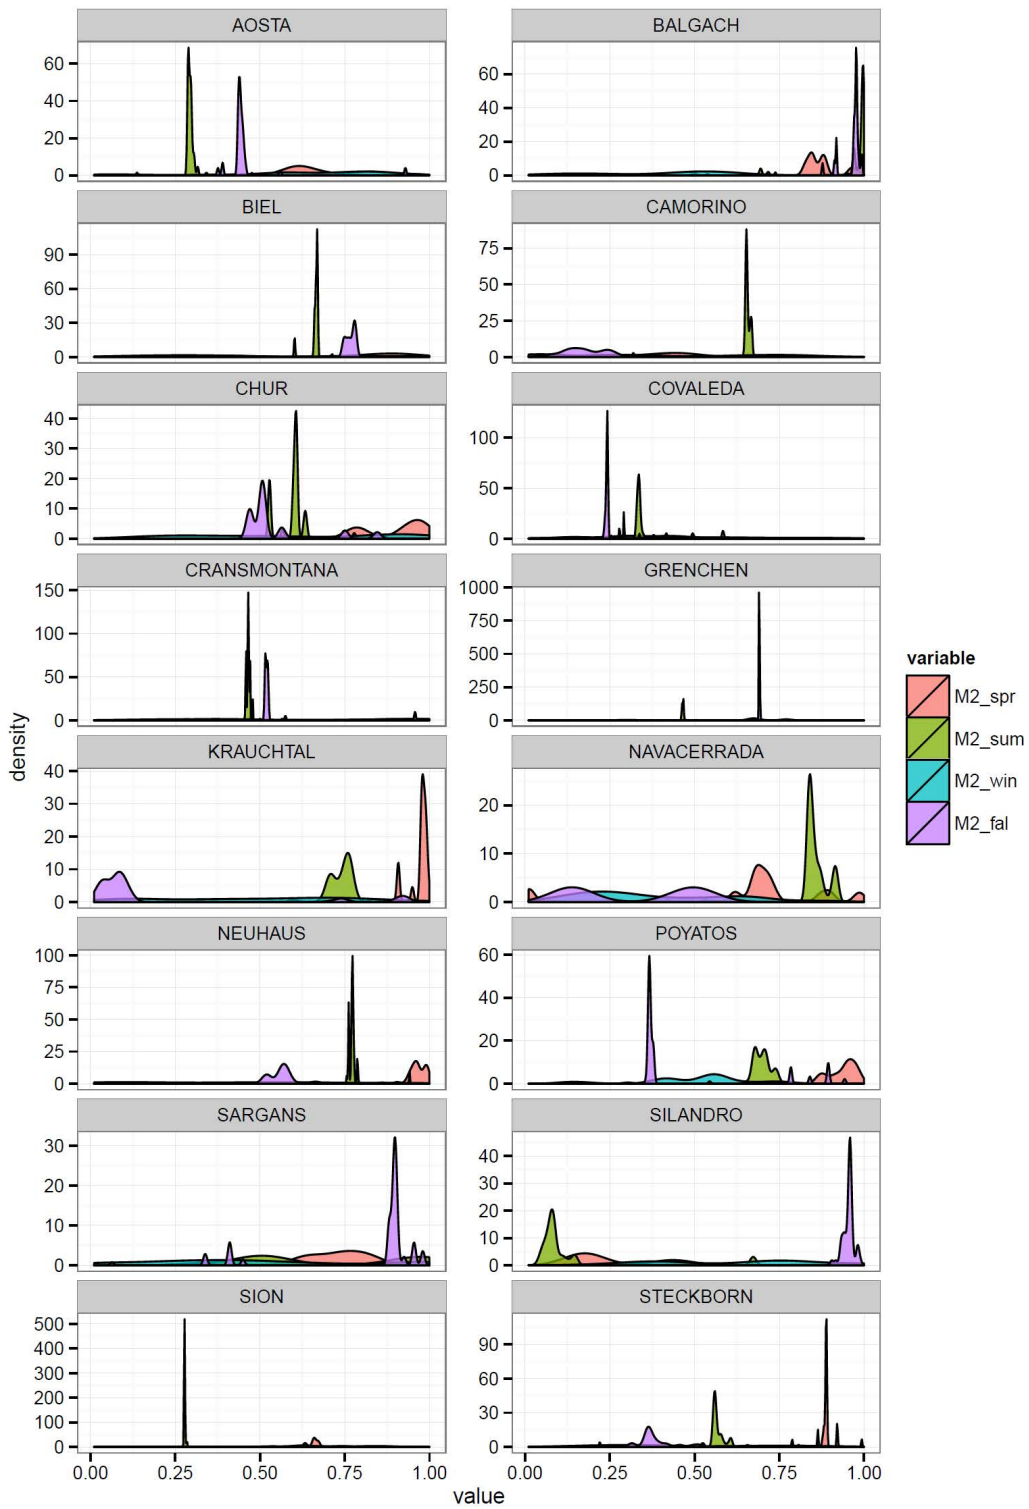 AOSTA
60
40
20
0
BALGACH
60
40
20
0
BIEL
90
60
30
0
CAMORINO
75
50
25
0
CHUR
40
30
20
10
0
COVALEDA
100
50
0
CRANSMONTANA
150
100
50
0
GRENCHEN
1000
750
500
250
0
KRAUCHTAL
40
30
20
10
0
NAVACERRADA
20
10
0
NEUHAUS
100
75
50
25
0
POYATOS
60
40
20
0
SARGANS
30
20
10
0
SILANDRO
40
30
20
10
0
SION
500
400
300
200
100
0
STECKBORN
90
60
30
0
0.00 0.25 0.50 0.75 1.00
0.00 0.25 0.50 0.75 1.00
value
density
variable
M2_spr
M2_sum
M2_win
M2_fal